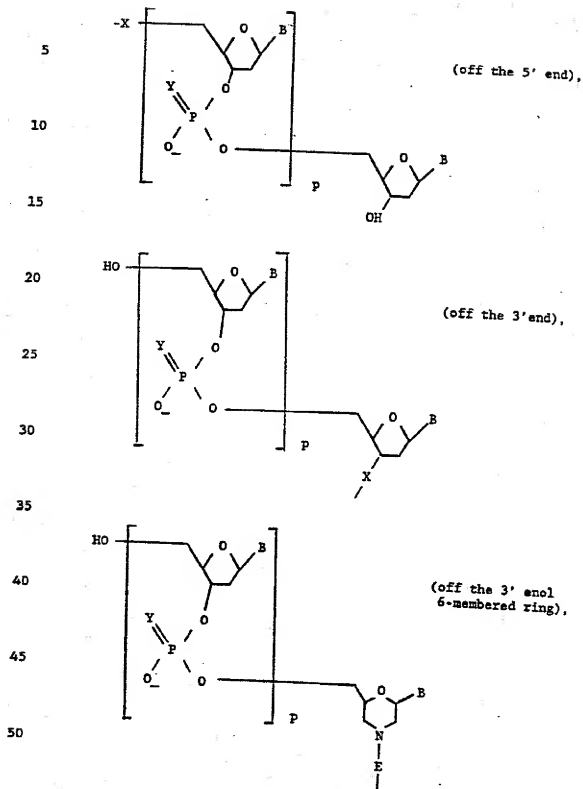 -X O B
5
(off the 5' end),
Y O
10 P
O_ O O B
p
15 OH
20 HO O B
(off the 3'end),
25 Y O
P
O_ O O B
30 p
X
35
HO O B
40
(off the 3' enol
6-membered ring),
Y O
45 P
O_ O O B
p
50 N
E